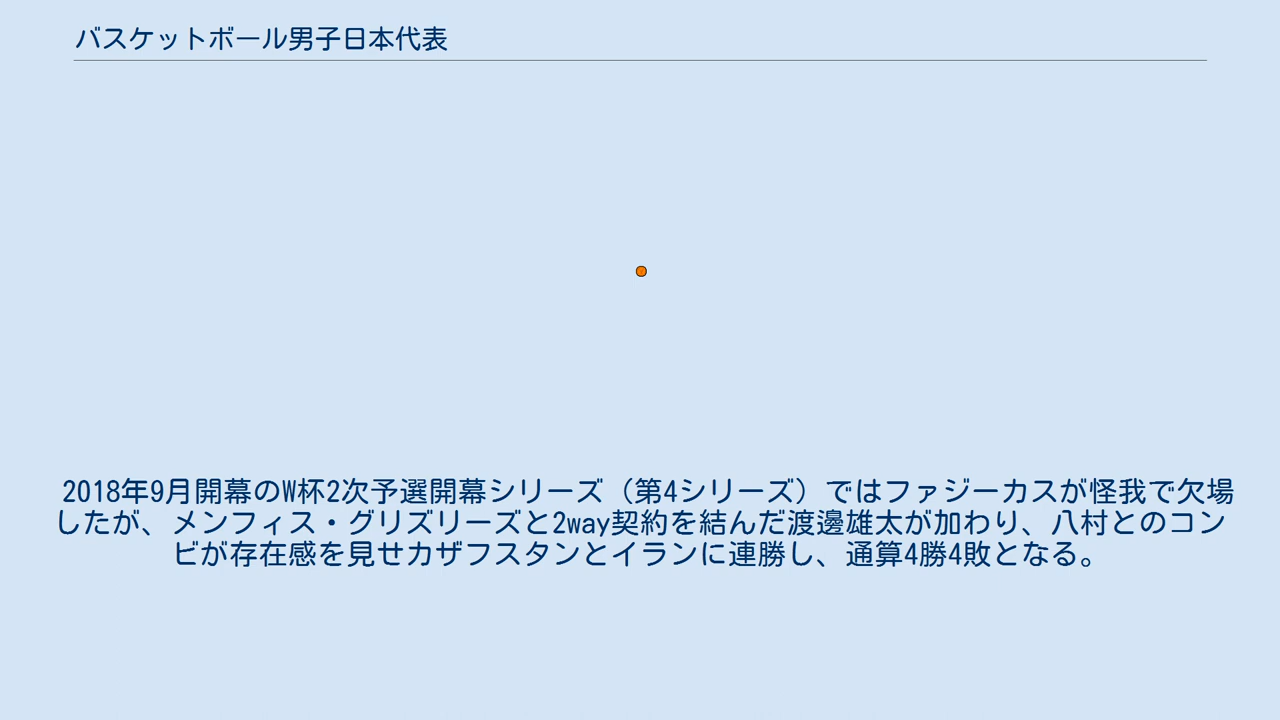 バスケットボール男子日本代表
2018年9月開幕のW杯2次予選開幕シリーズ（第4シリーズ）ではファジーカスが怪我で欠場
したが、メンフィス・グリズリーズと2way契約を結んだ渡邊雄太が加わり、八村とのコン
ビが存在感を見せカザフスタンとイランに連勝し、通算4勝4敗となる。